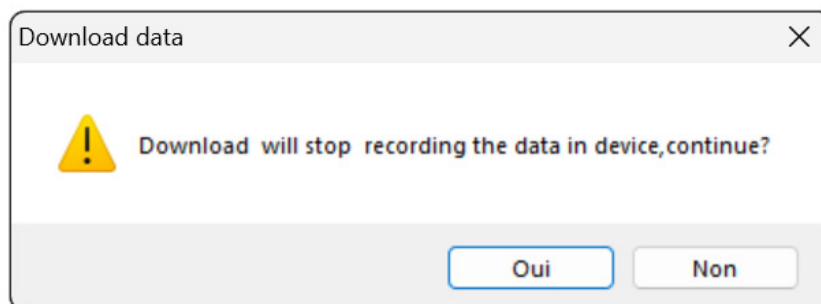 Download data
Download will stop recording the data in device,continue?
Oui Non